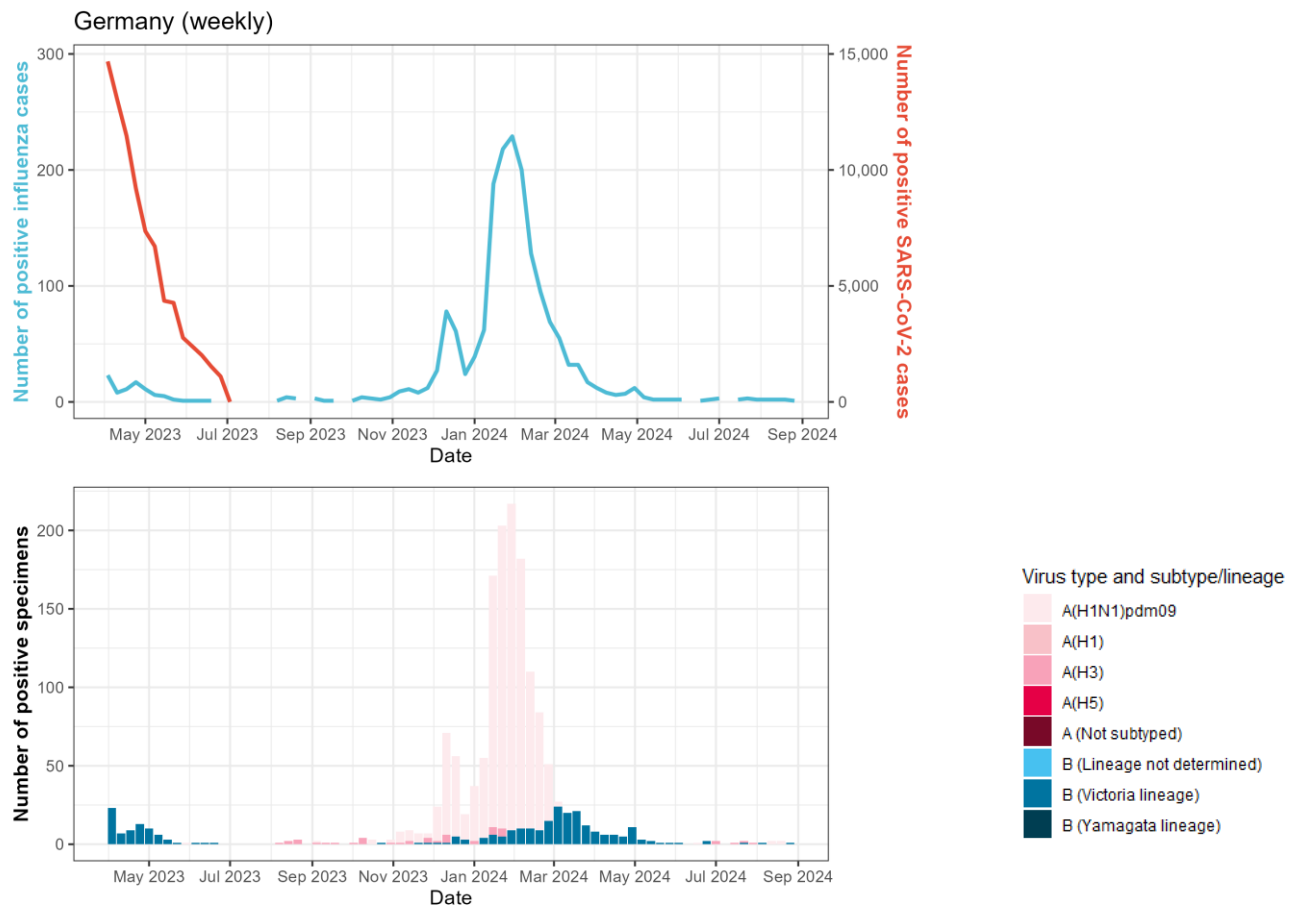 Germany (weekly)
Number of positive influenza cases
300
200
100
0
15,000
10,000
5,000
0
Number of positive SARS-CoV-2 cases
May 2023 Jul 2023 Sep 2023 Nov 2023 Jan 2024 Mar 2024 May 2024 Jul 2024 Sep 2024
Date
Number of positive specimens
200
150
100
50
0
May 2023 Jul 2023 Sep 2023 Nov 2023 Jan 2024 Mar 2024 May 2024 Jul 2024 Sep 2024
Date
Virus type and subtype/lineage
A(H1N1)pdm09
A(H1)
A(H3)
A(H5)
A (Not subtyped)
B (Lineage not determined)
B (Victoria lineage)
B (Yamagata lineage)